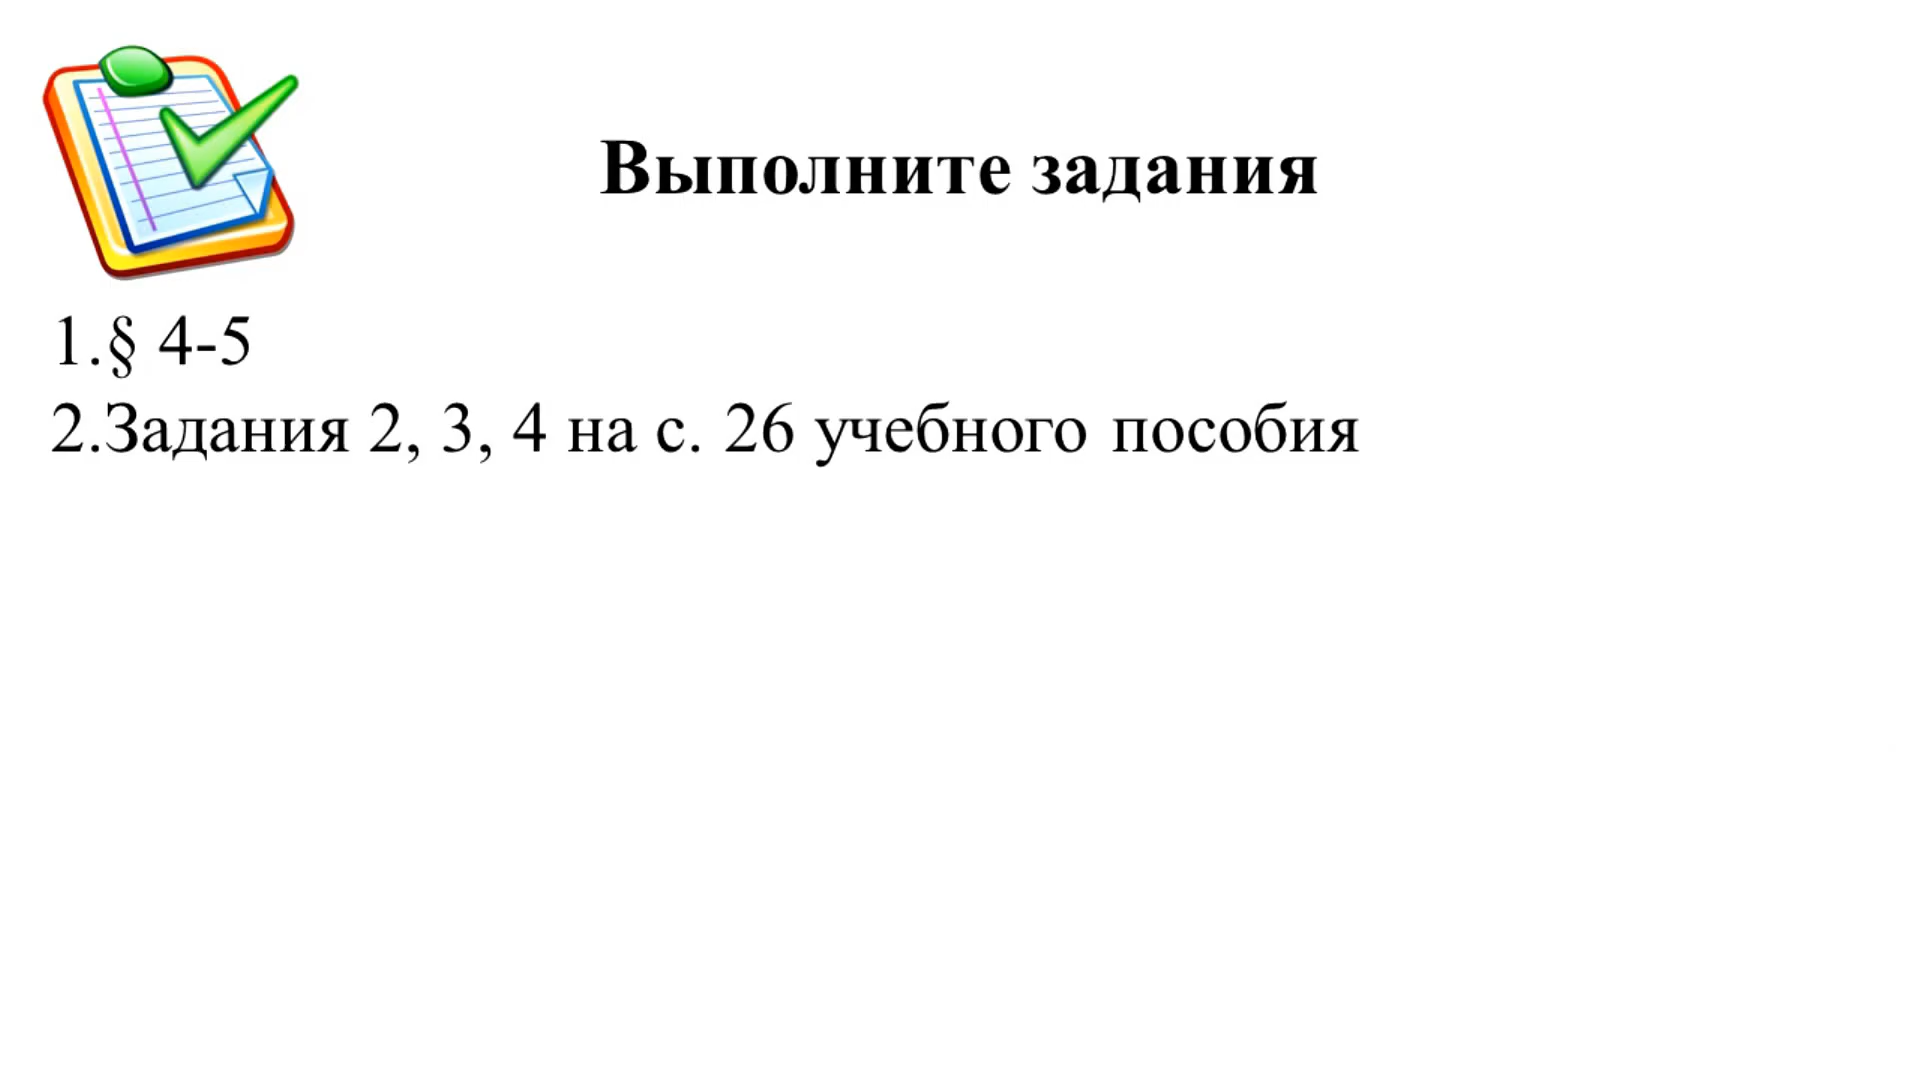 Выполните задания
1.§ 4-5
2.Задания 2, 3, 4 на с. 26 учебного пособия